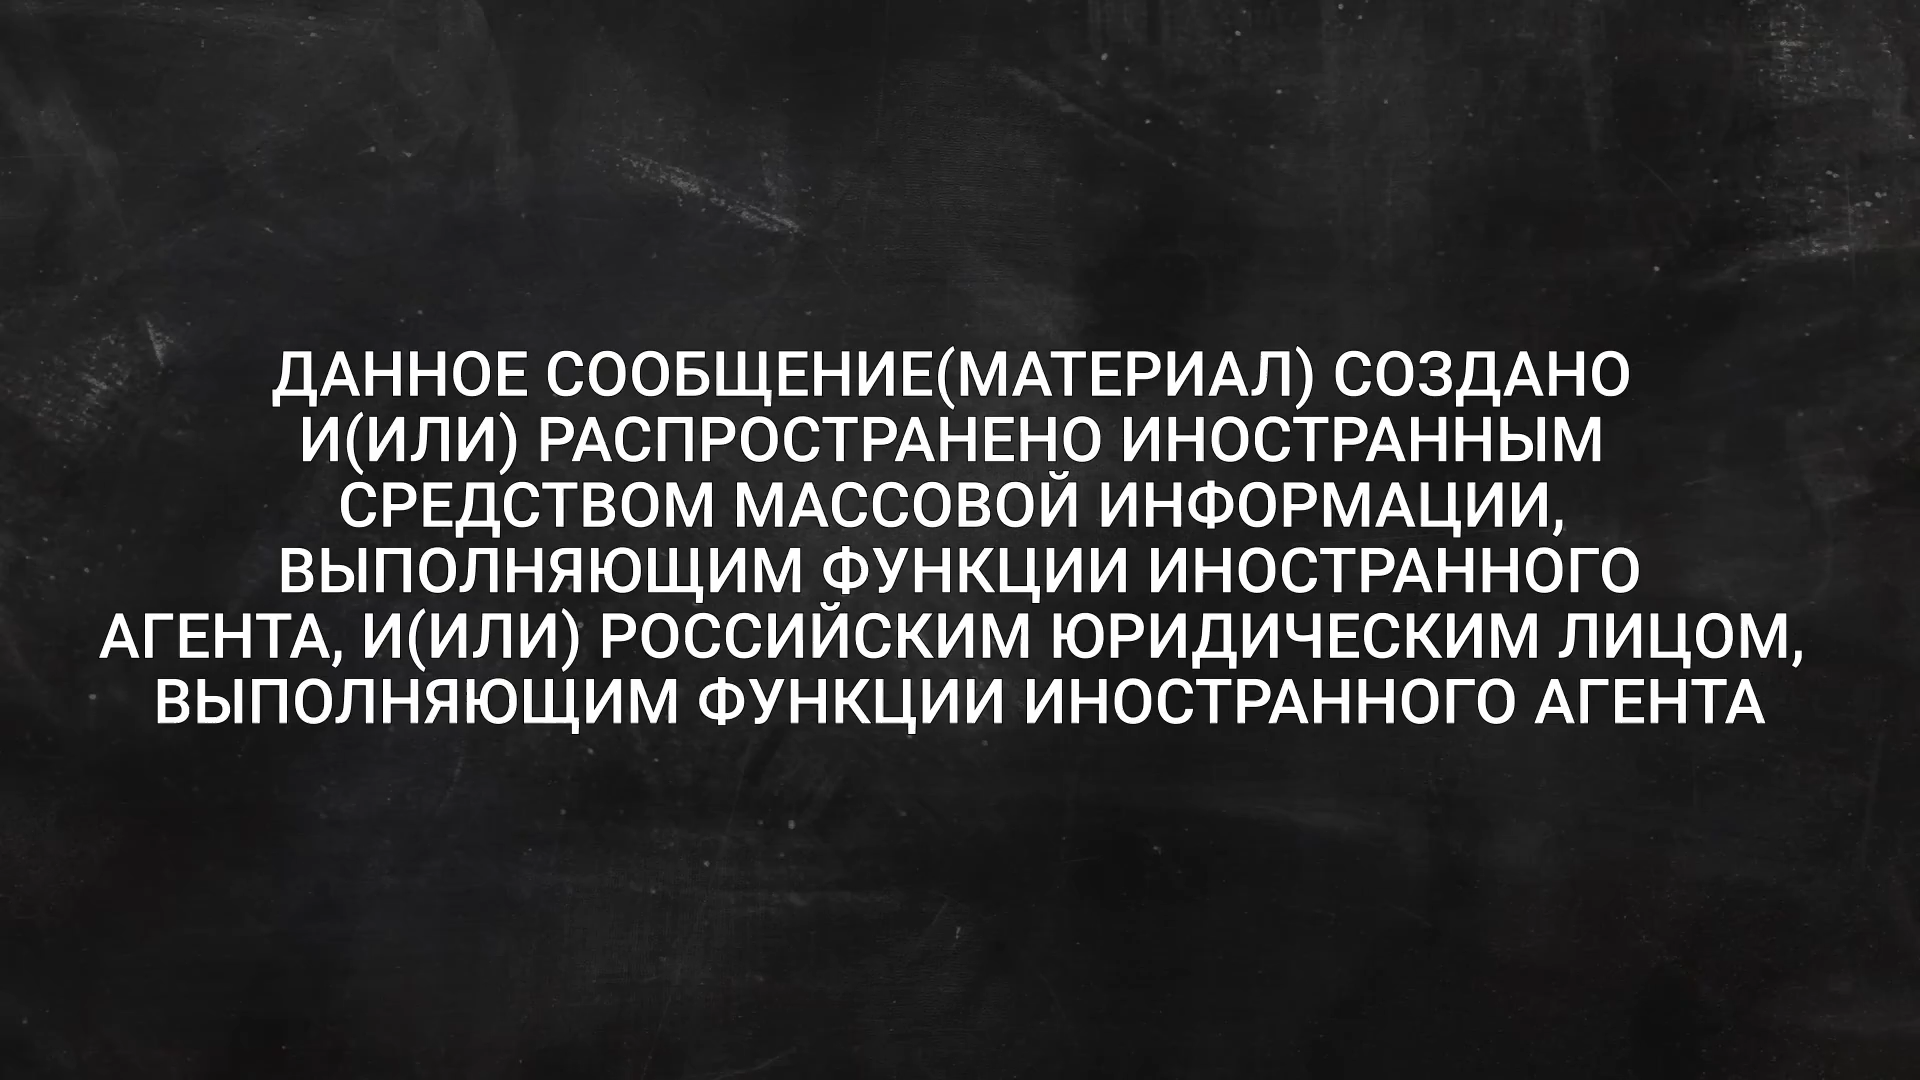 ДАННОЕ СООБЩЕНИЕ(МАТЕРИАЛ) СОЗДАНО
И(ИЛИ) РАСПРОСТРАНЕНО ИНОСТРАННЫМ
СРЕДСТВОМ МАССОВОЙ ИНФОРМАЦИИ,
ВЫПОЛНЯЮЩИМ ФУНКЦИИ ИНОСТРАННОГО
АГЕНТА, И(ИЛИ) РОССИЙСКИМ ЮРИДИЧЕСКИМ ЛИЦОМ,
ВЫПОЛНЯЮЩИМ ФУНКЦИИ ИНОСТРАННОГО АГЕНТА